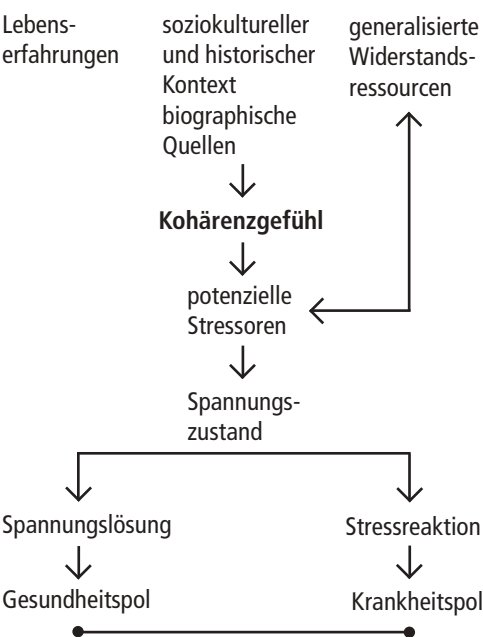 Lebens-
erfahrungen
soziokultureller
und historischer
Kontext
biographische
Quellen
generalisierte
Widerstands-
ressourcen
Kohärenzgefühl
potenzielle
Stressoren
Spannungs-
zustand
Spannungslösung
Stressreaktion
Gesundheitspol
Krankheitspol